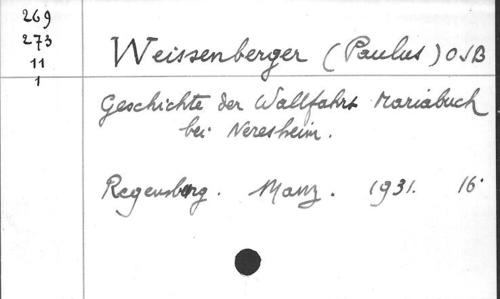 269
273
11
1
Weissenberger (Paulus) OSB
Geschichte der Wallfahrt Mariabuch
bei Neresheim.
Regensburg. Manz. 1931. 16°